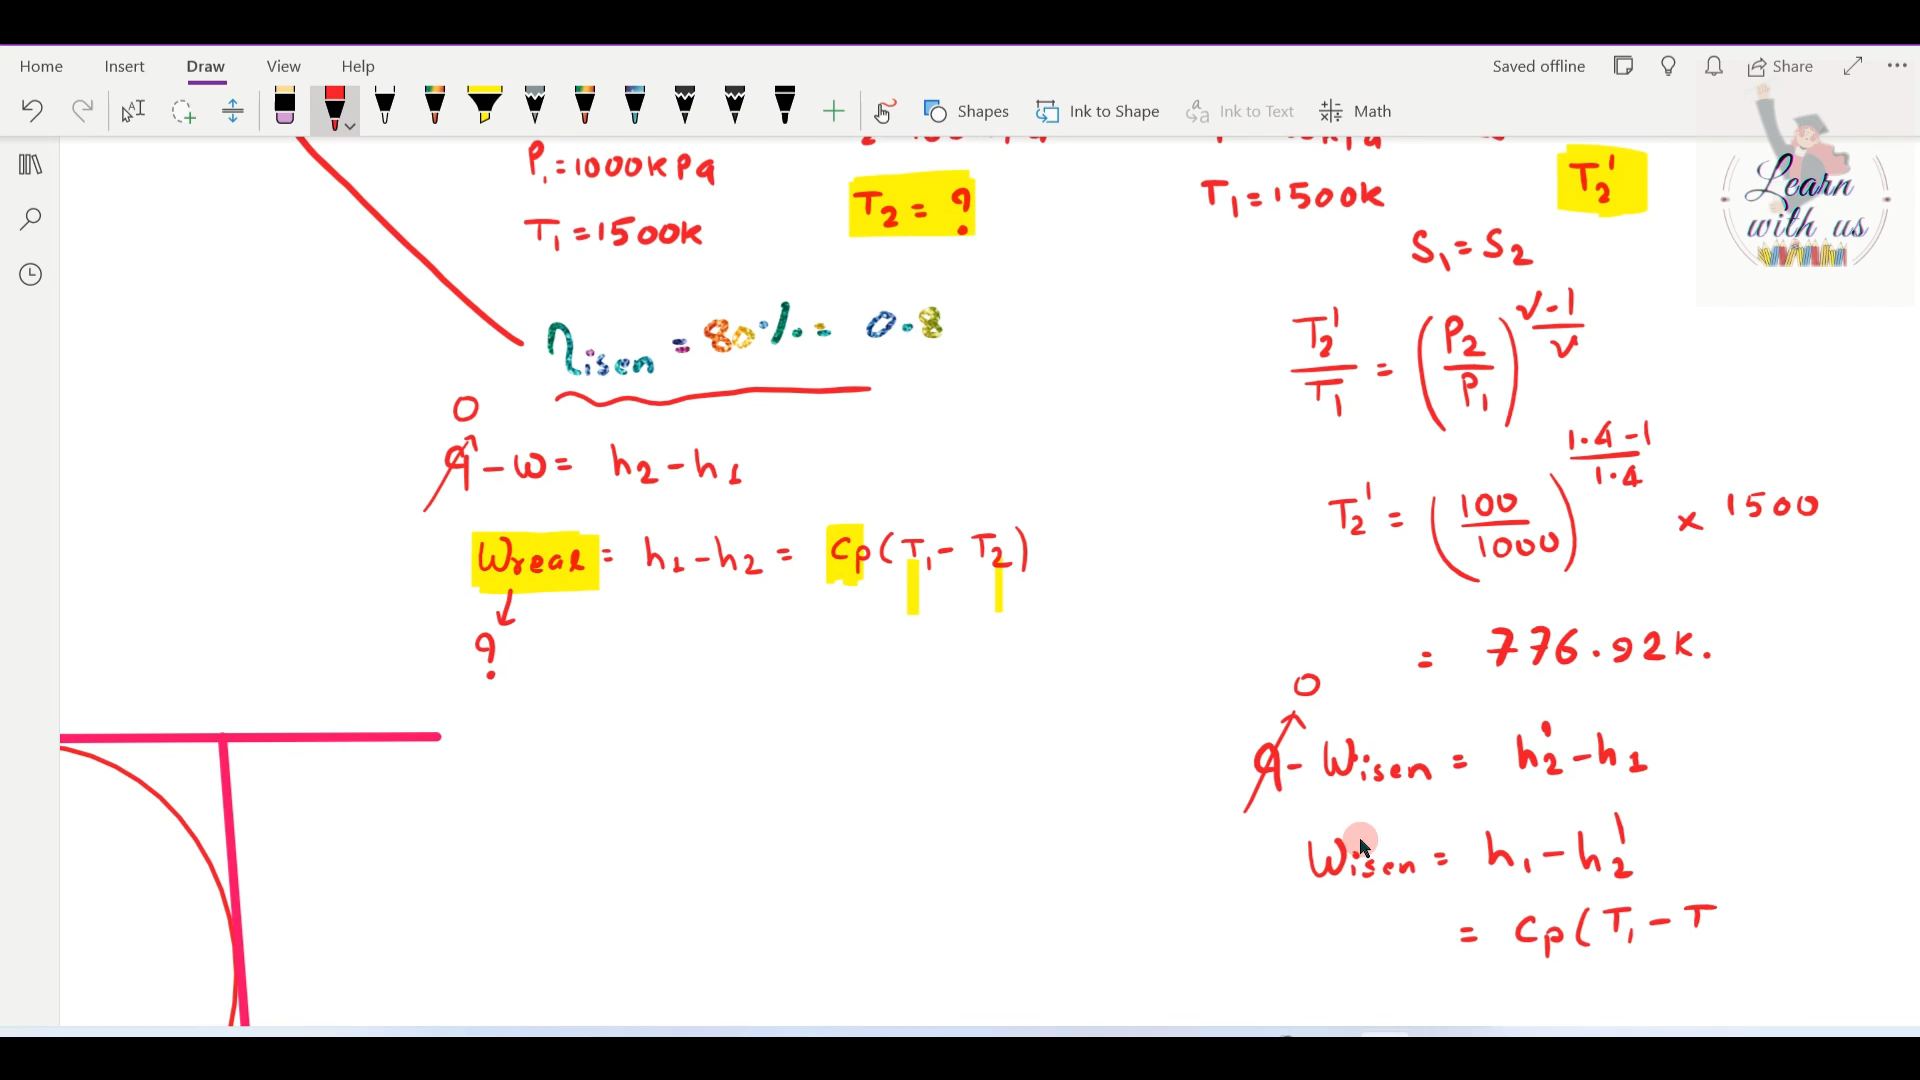 Home Insert Draw View Help Saved offline Share
Shapes Ink to Shape Ink to Text Math
P₁ = 1000 kPa
T₁ = 1500K
T₂ = ?
T₁ = 1500K
T₂'
Learn
with us
S₁ = S₂
ηisen = 80% = 0.8
T₂'/T₁ = (P₂/P₁)^(γ-1)/γ
0
q - w = h₂ - h₁
T₂' = (100/1000)^(1.4-1)/1.4 × 1500
Wreal = h₁ - h₂ = Cp (T₁ - T₂)
?
= 776.92K.
0
q - Wisen = h₂' - h₁
Wisen = h₁ - h₂'
= Cp (T₁ - T